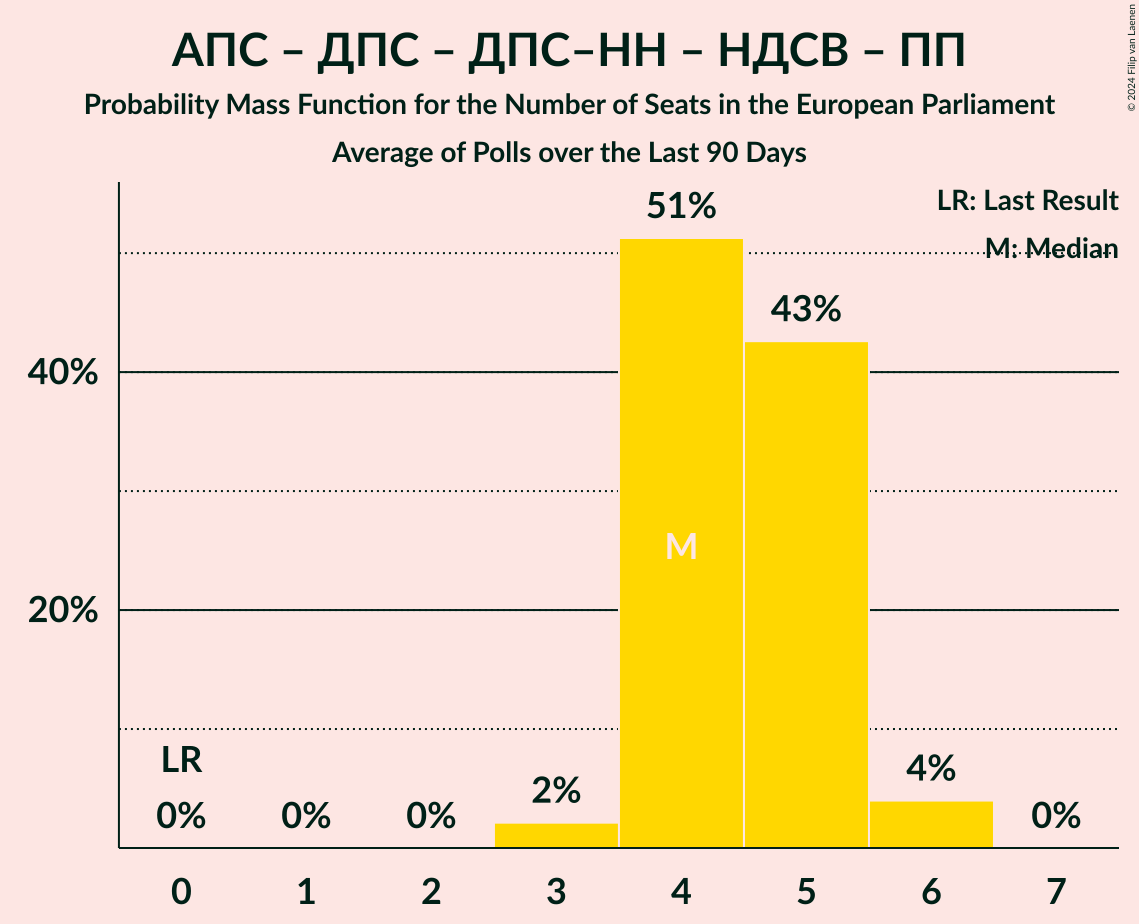 АПС – ДПС – ДПС–НН – НДСВ – ПП
Probability Mass Function for the Number of Seats in the European Parliament
Average of Polls over the Last 90 Days
© 2024 Filip van Laenen
LR: Last Result
M: Median
51%
43%
40%
M
20%
LR
0% 0% 0% 2% 4% 0%
0 1 2 3 4 5 6 7